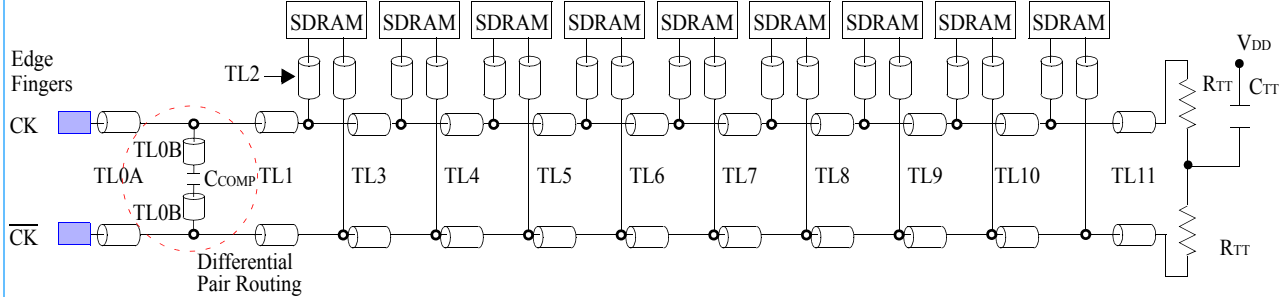 SDRAM SDRAM SDRAM SDRAM SDRAM SDRAM SDRAM SDRAM SDRAM
Edge
Fingers
VDD
TL2
RTT
CTT
CK
TL0B
TL0A
CCOMP
TL1
TL3
TL4
TL5
TL6
TL7
TL8
TL9
TL10
TL11
TL0B
C̅K̅
Differential
Pair Routing
RTT